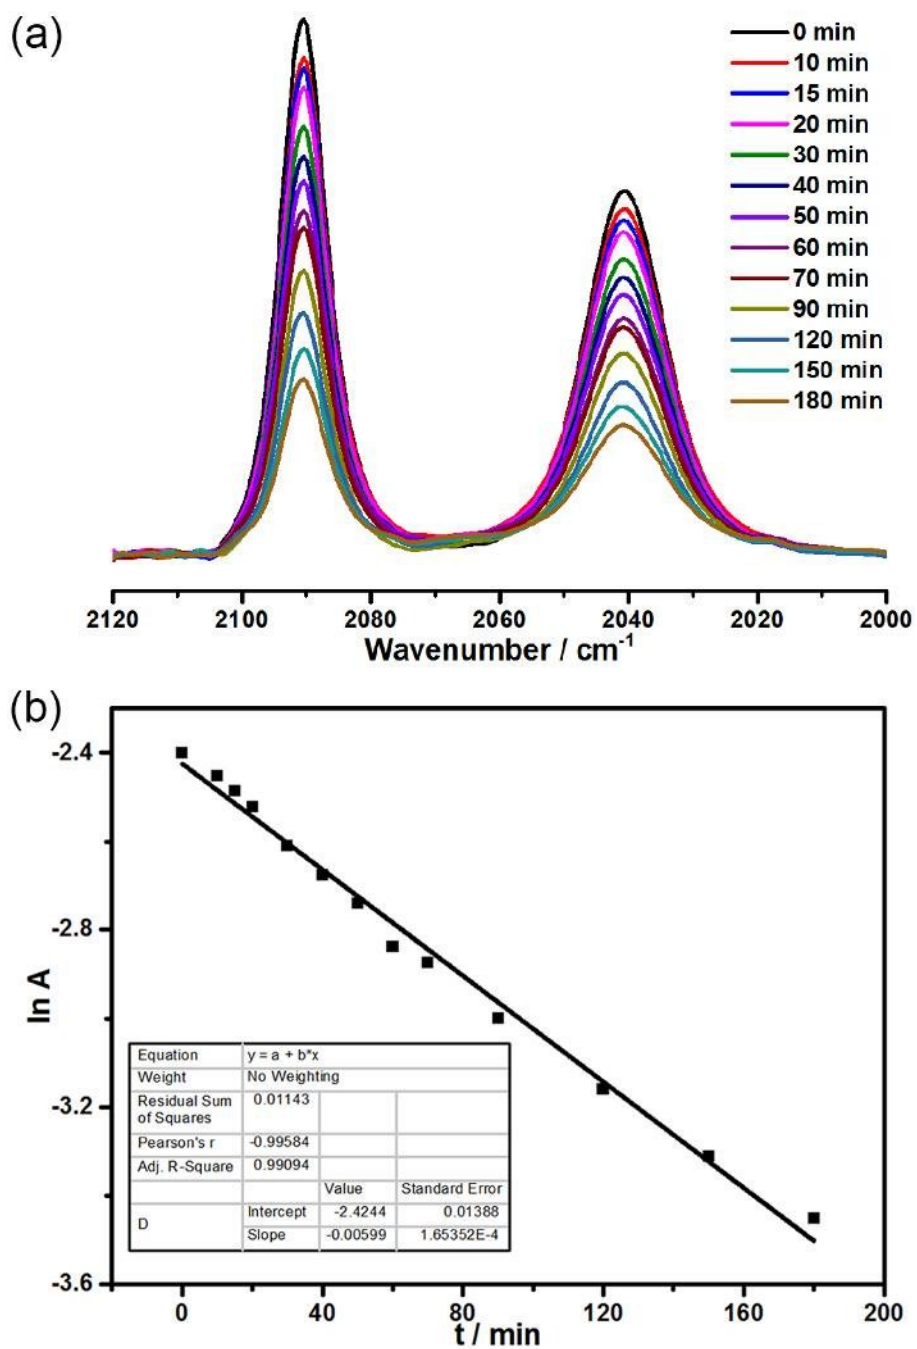 (a)
0 min
10 min
15 min
20 min
30 min
40 min
50 min
60 min
70 min
90 min
120 min
150 min
180 min
2120 2100 2080 2060 2040 2020 2000
Wavenumber / cm-1
(b)
-2.4
-2.8
-3.2
-3.6
ln A
Equation y = a + b*x
Weight No Weighting
Residual Sum
of Squares 0.01143
Pearson's r -0.99584
Adj. R-Square 0.99094
Value Standard Error
D Intercept -2.4244 0.01388
Slope -0.00599 1.65352E-4
0 40 80 120 160 200
t / min